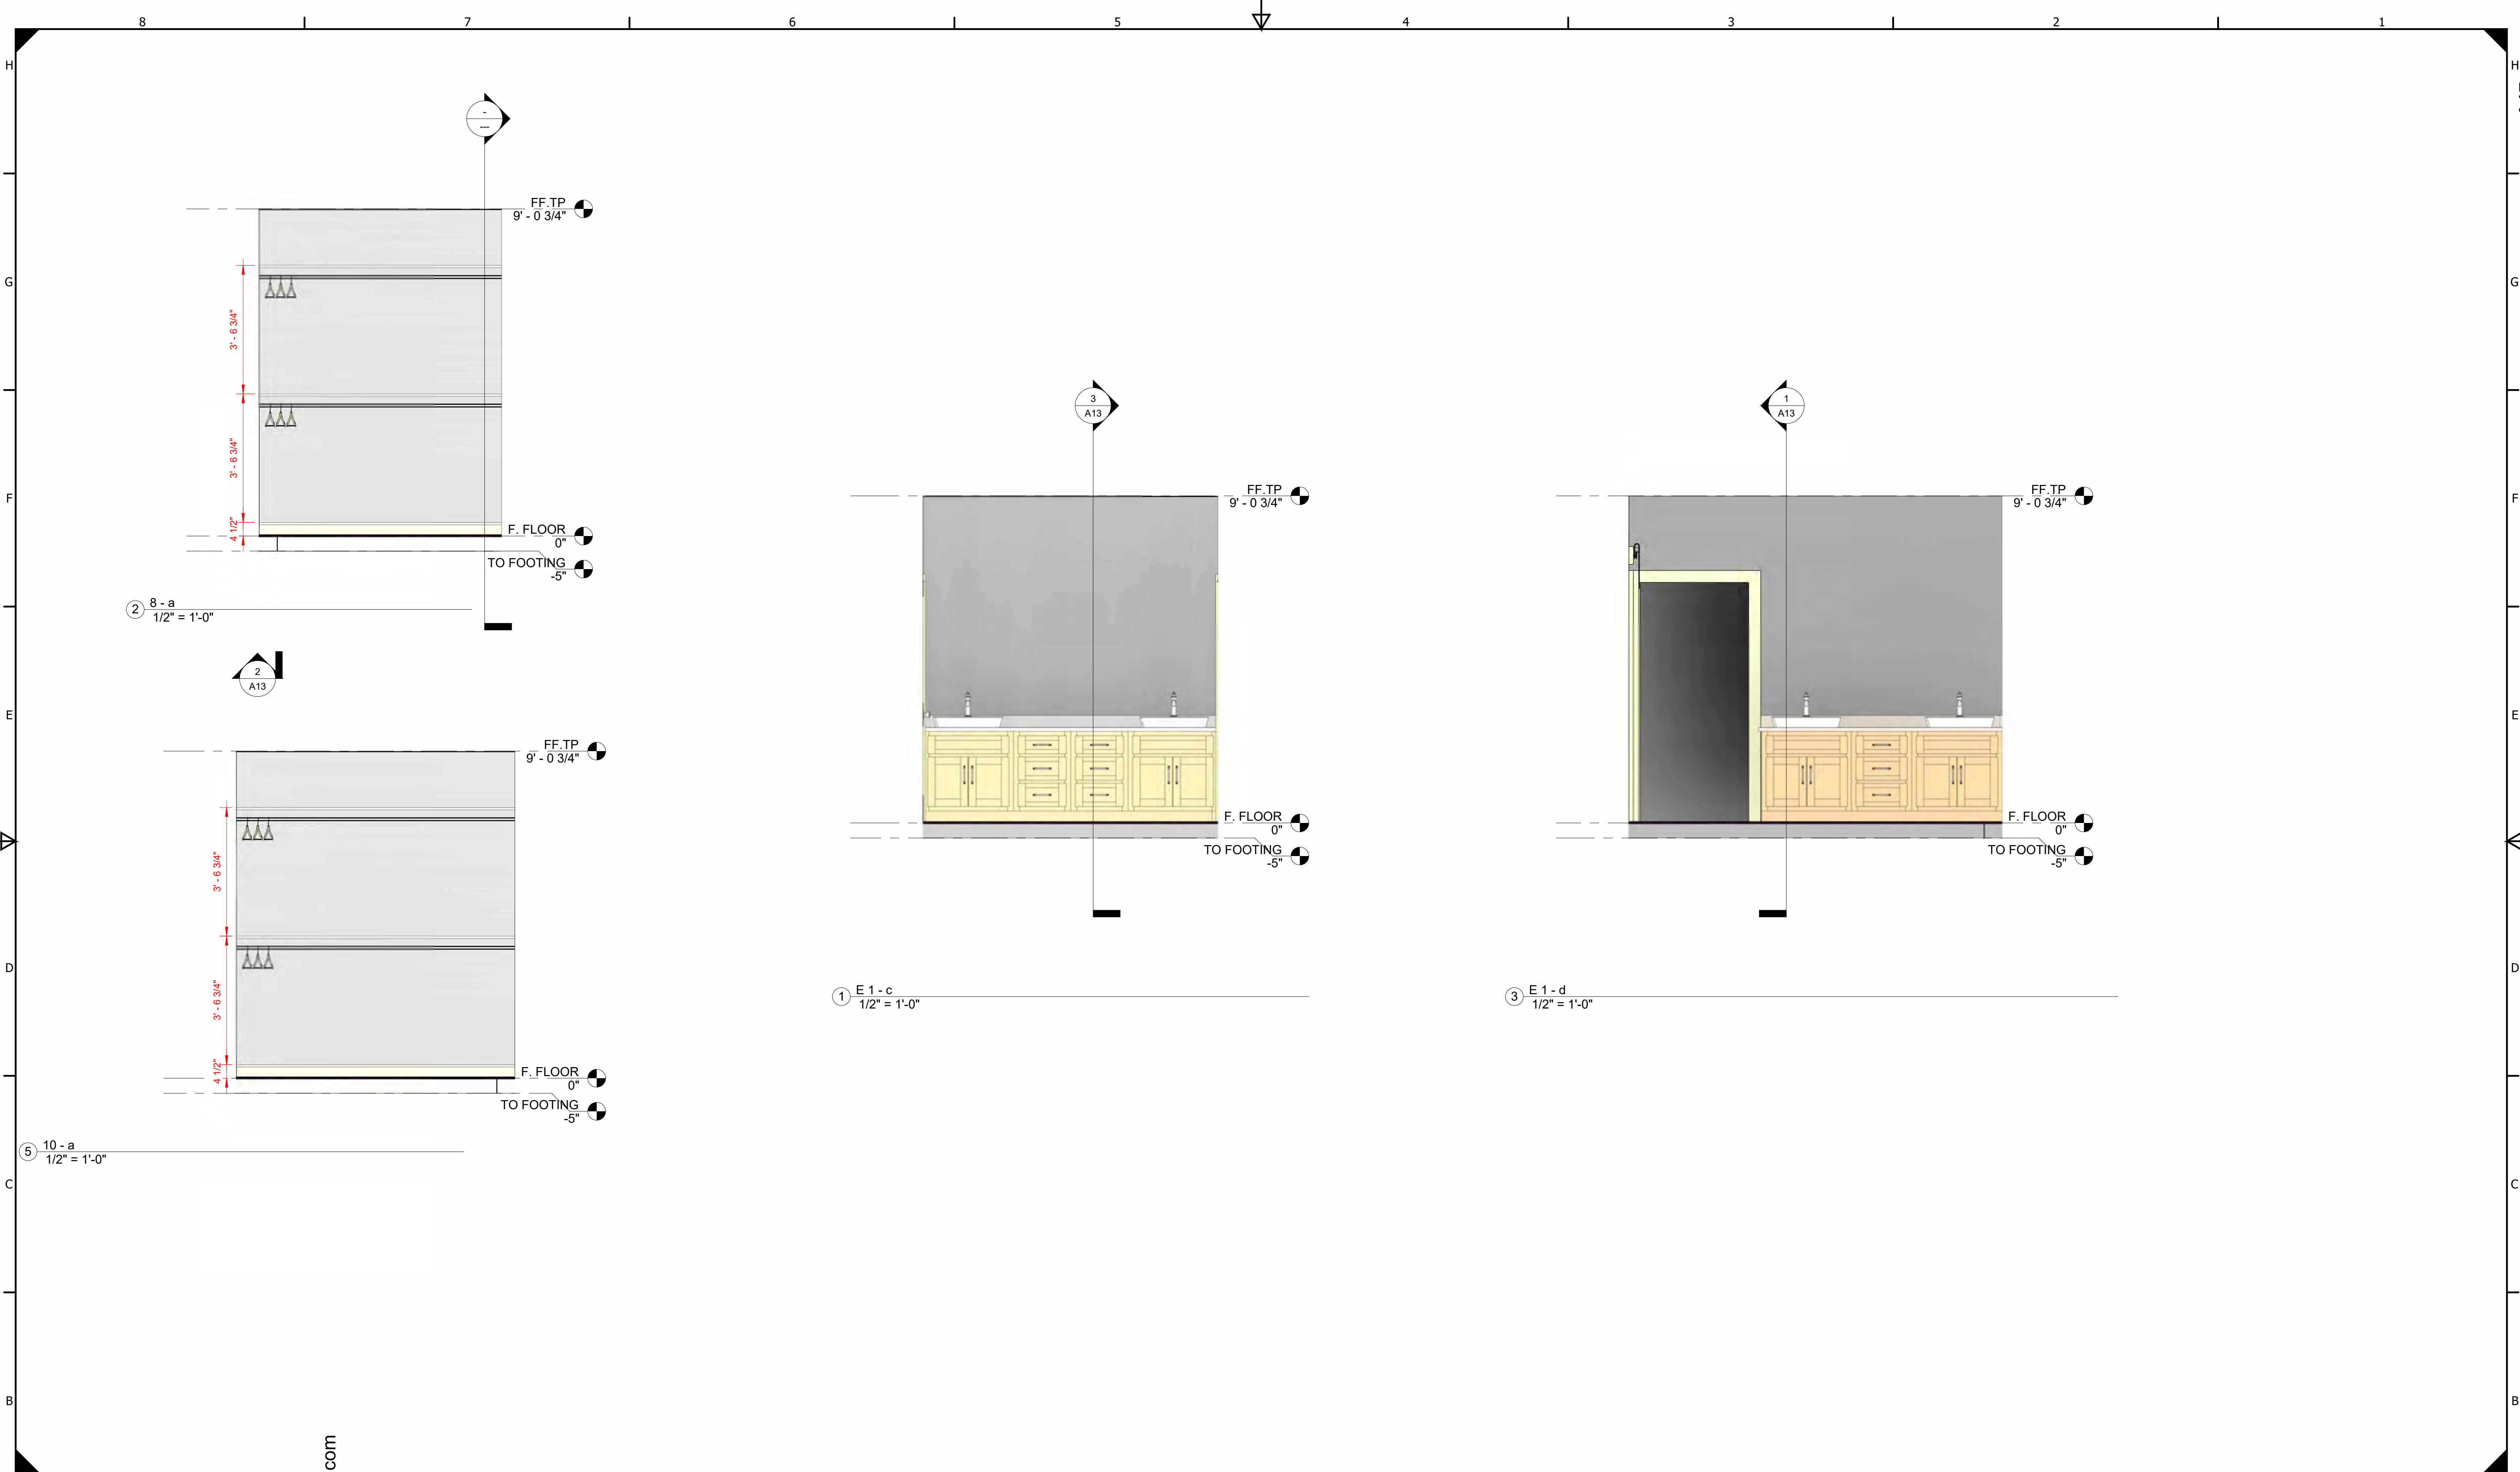 8 7 6 5 4 3 2 1
H
G
F
E
D
C
B
H
G
F
E
D
C
B
-
---
FF.TP
9' - 0 3/4"
3' - 6 3/4"
3' - 6 3/4"
4 1/2"
F. FLOOR
0"
TO FOOTING
-5"
2 8 - a
1/2" = 1'-0"
2
A13
FF.TP
9' - 0 3/4"
3' - 6 3/4"
3' - 6 3/4"
4 1/2"
F. FLOOR
0"
TO FOOTING
-5"
5 10 - a
1/2" = 1'-0"
3
A13
FF.TP
9' - 0 3/4"
F. FLOOR
0"
TO FOOTING
-5"
1 E 1 - c
1/2" = 1'-0"
1
A13
FF.TP
9' - 0 3/4"
F. FLOOR
0"
TO FOOTING
-5"
3 E 1 - d
1/2" = 1'-0"
com